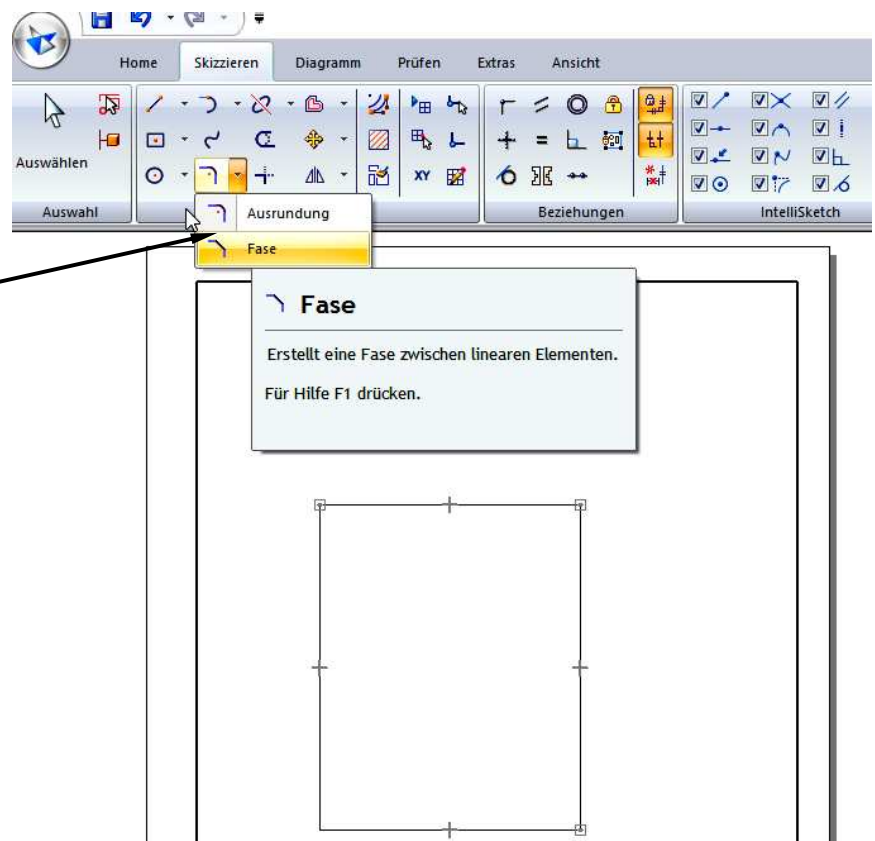 Home Skizzieren Diagramm Prüfen Extras Ansicht
Auswählen
XY
Auswahl Beziehungen IntelliSketch
Ausrundung
Fase
Fase
Erstellt eine Fase zwischen linearen Elementen.
Für Hilfe F1 drücken.